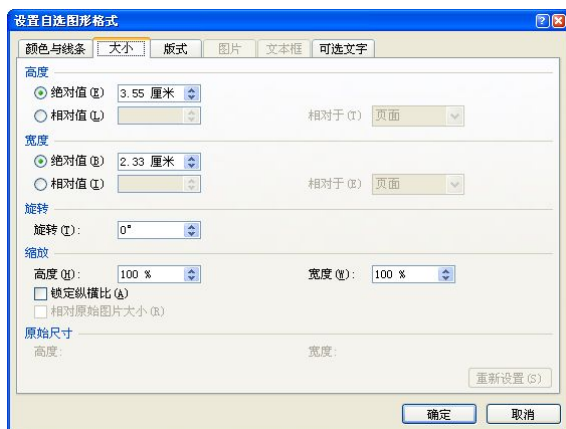 设置自选图形格式
颜色与线条 大小 版式 图片 文本框 可选文字
高度
绝对值(E) 3.55 厘米
相对值(L) 相对于(T) 页面
宽度
绝对值(B) 2.33 厘米
相对值(I) 相对于(E) 页面
旋转
旋转(T): 0°
缩放
高度(H): 100 % 宽度(W): 100 %
锁定纵横比(A)
相对原始图片大小(R)
原始尺寸
高度: 宽度:
重新设置(S)
确定 取消